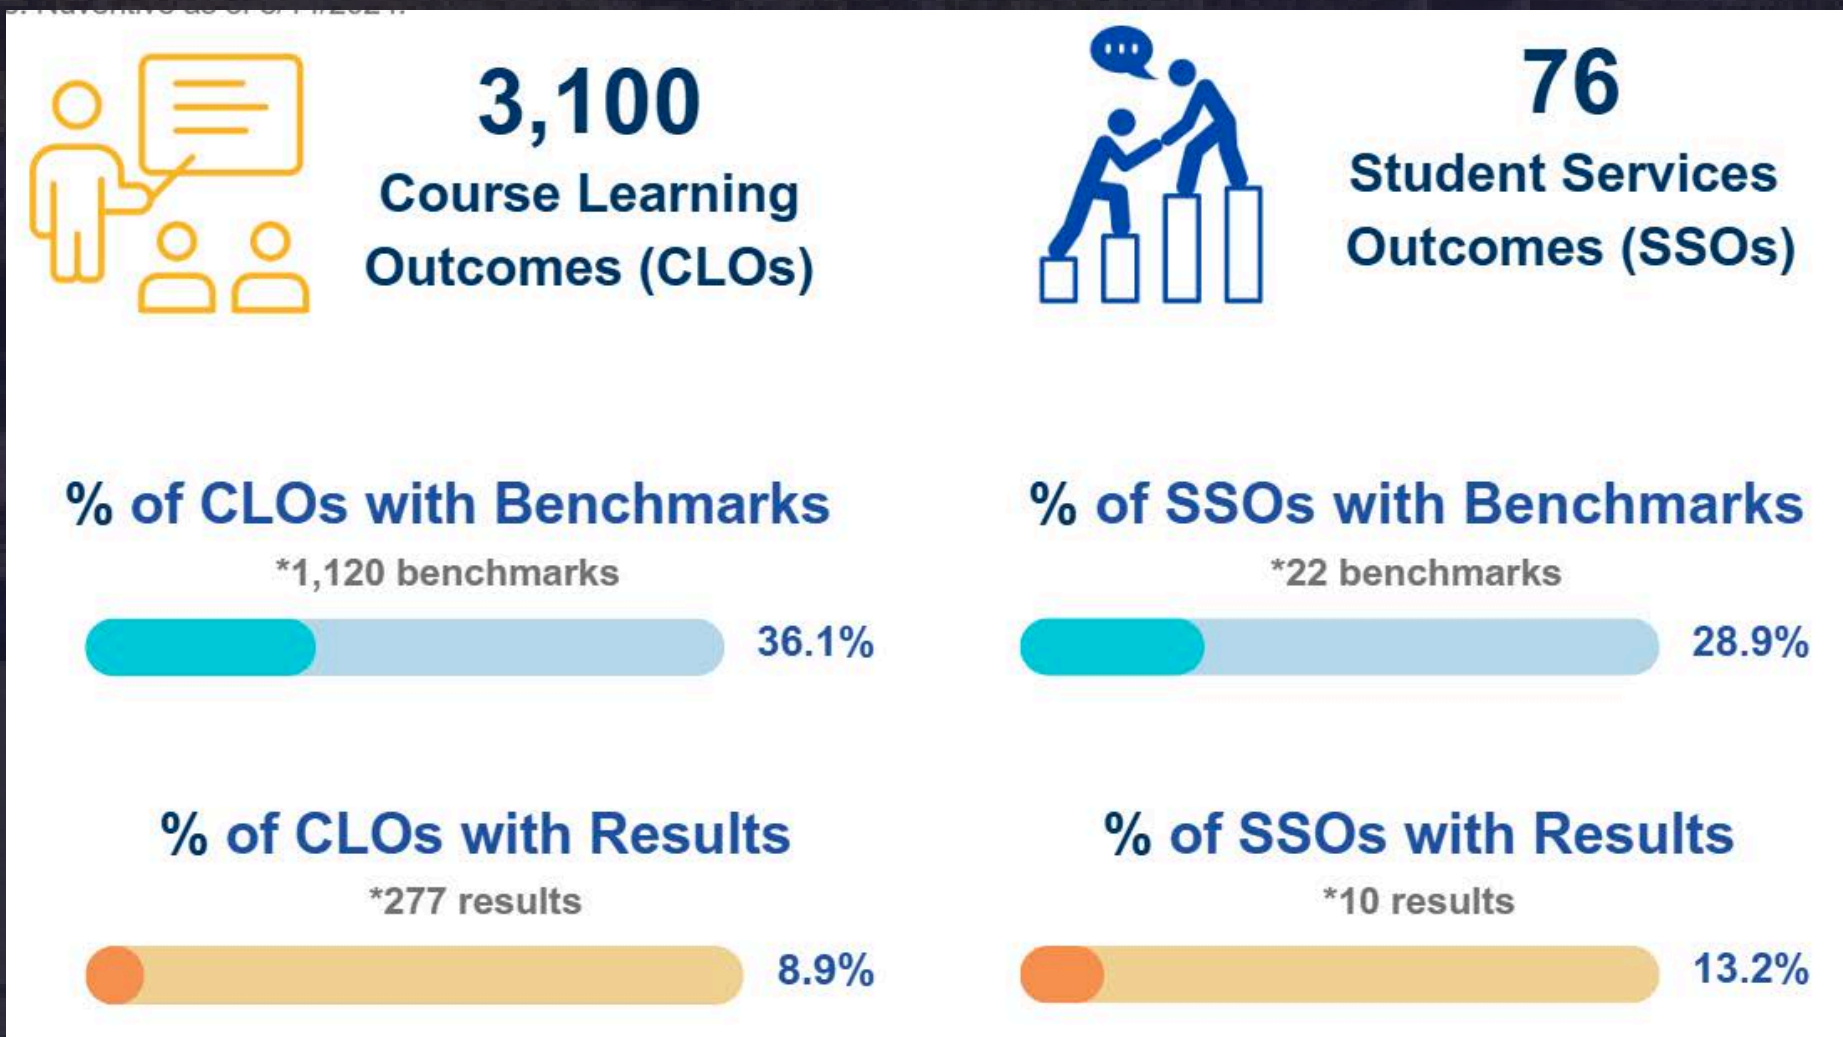 3,100
Course Learning
Outcomes (CLOs)
76
Student Services
Outcomes (SSOs)
% of CLOs with Benchmarks
*1,120 benchmarks
36.1%
% of SSOs with Benchmarks
*22 benchmarks
28.9%
% of CLOs with Results
*277 results
8.9%
% of SSOs with Results
*10 results
13.2%